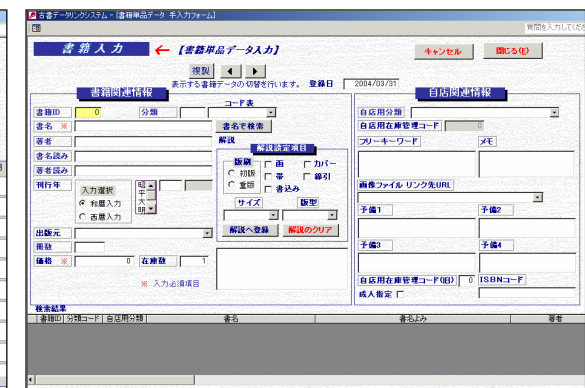 古書データリンクシステム - [書籍単品データ 手入力フォーム]
質問を入力してくださ
書籍入力 ← 【書籍単品データ入力】 キャンセル 閉じる(E)
複製
表示する書籍データの切替を行います。 登録日 2004/03/31
書籍関連情報 自店関連情報
コード表
書籍ID 0 分類 自店用分類
書名 ※ 書名で検索 自店用在庫管理コード 0
著者 解説 フリーキーワード メモ
解説設定項目
書名読み 版刷 函 カバー
著者読み 初版 帯 線引
重版 書込み
刊行年 入力選択 昭 平 大 明 画像ファイル リンク先URL
和暦入力 サイズ 版型
西暦入力 予備1 予備2
出版元 解説へ登録 解説のクリア
冊数 予備3 予備4
価格 ※ 0 在庫数 1
※ 入力必須項目 自店用在庫管理コード(旧) 0 ISBNコード
成人指定
検索結果
書籍ID 分類コード 自店用分類 書名 書名よみ 著者